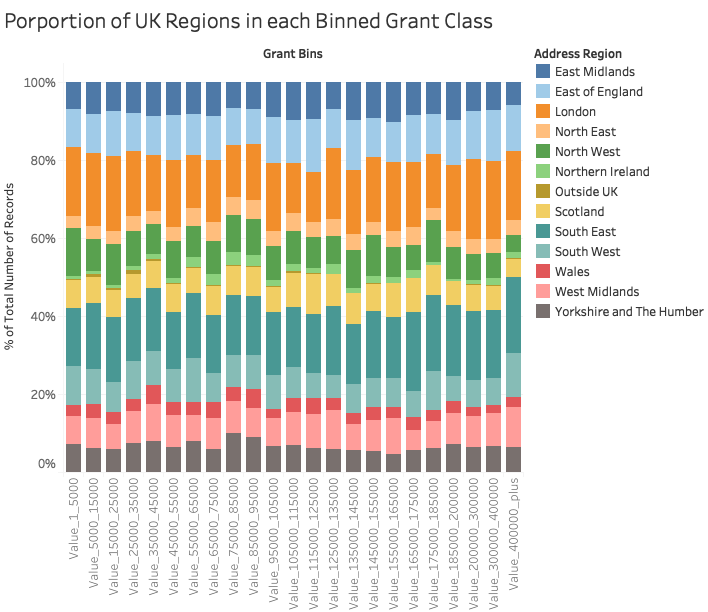 Porportion of UK Regions in each Binned Grant Class
Grant Bins
Address Region
East Midlands
East of England
London
North East
North West
Northern Ireland
Outside UK
Scotland
South East
South West
Wales
West Midlands
Yorkshire and The Humber
% of Total Number of Records
100%
80%
60%
40%
20%
0%
Value_1_5000
Value_5000_15000
Value_15000_25000
Value_25000_35000
Value_35000_45000
Value_45000_55000
Value_55000_65000
Value_65000_75000
Value_75000_85000
Value_85000_95000
Value_95000_105000
Value_105000_115000
Value_115000_125000
Value_125000_135000
Value_135000_145000
Value_145000_155000
Value_155000_165000
Value_165000_175000
Value_175000_185000
Value_185000_200000
Value_200000_300000
Value_300000_400000
Value_400000_plus